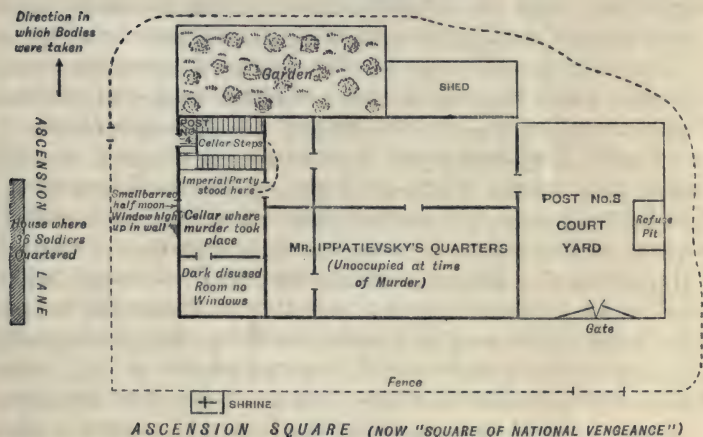 Direction in
which Bodies
were taken
ASCENSION LANE
House where
36 Soldiers
Quartered
Garden
SHED
POST
NO
4
Cellar Steps
Imperial Party
stood here
Small barred
half moon
Window high
up in wall
Cellar where
murder took
place
Dark disused
Room no
Windows
MR. IPPATIEVSKY'S QUARTERS
(Unoccupied at time
of Murder)
POST No.8
COURT
YARD
Refuse
Pit
Gate
Fence
SHRINE
ASCENSION SQUARE (NOW "SQUARE OF NATIONAL VENGEANCE")